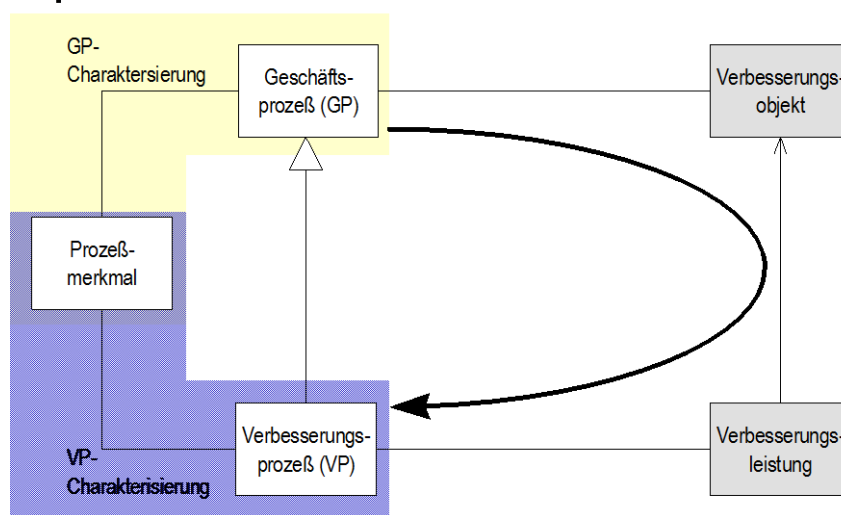 GP-
Charaktersierung
Geschäfts-
prozeß (GP)
Verbesserungs-
objekt
Prozeß-
merkmal
VP-
Charakterisierung
Verbesserungs-
prozeß (VP)
Verbesserungs-
leistung